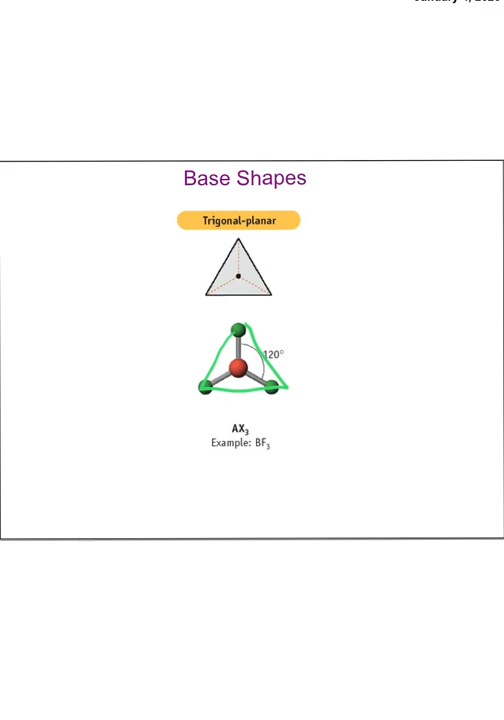 Base Shapes
Trigonal-planar
120°
AX₃
Example: BF₃